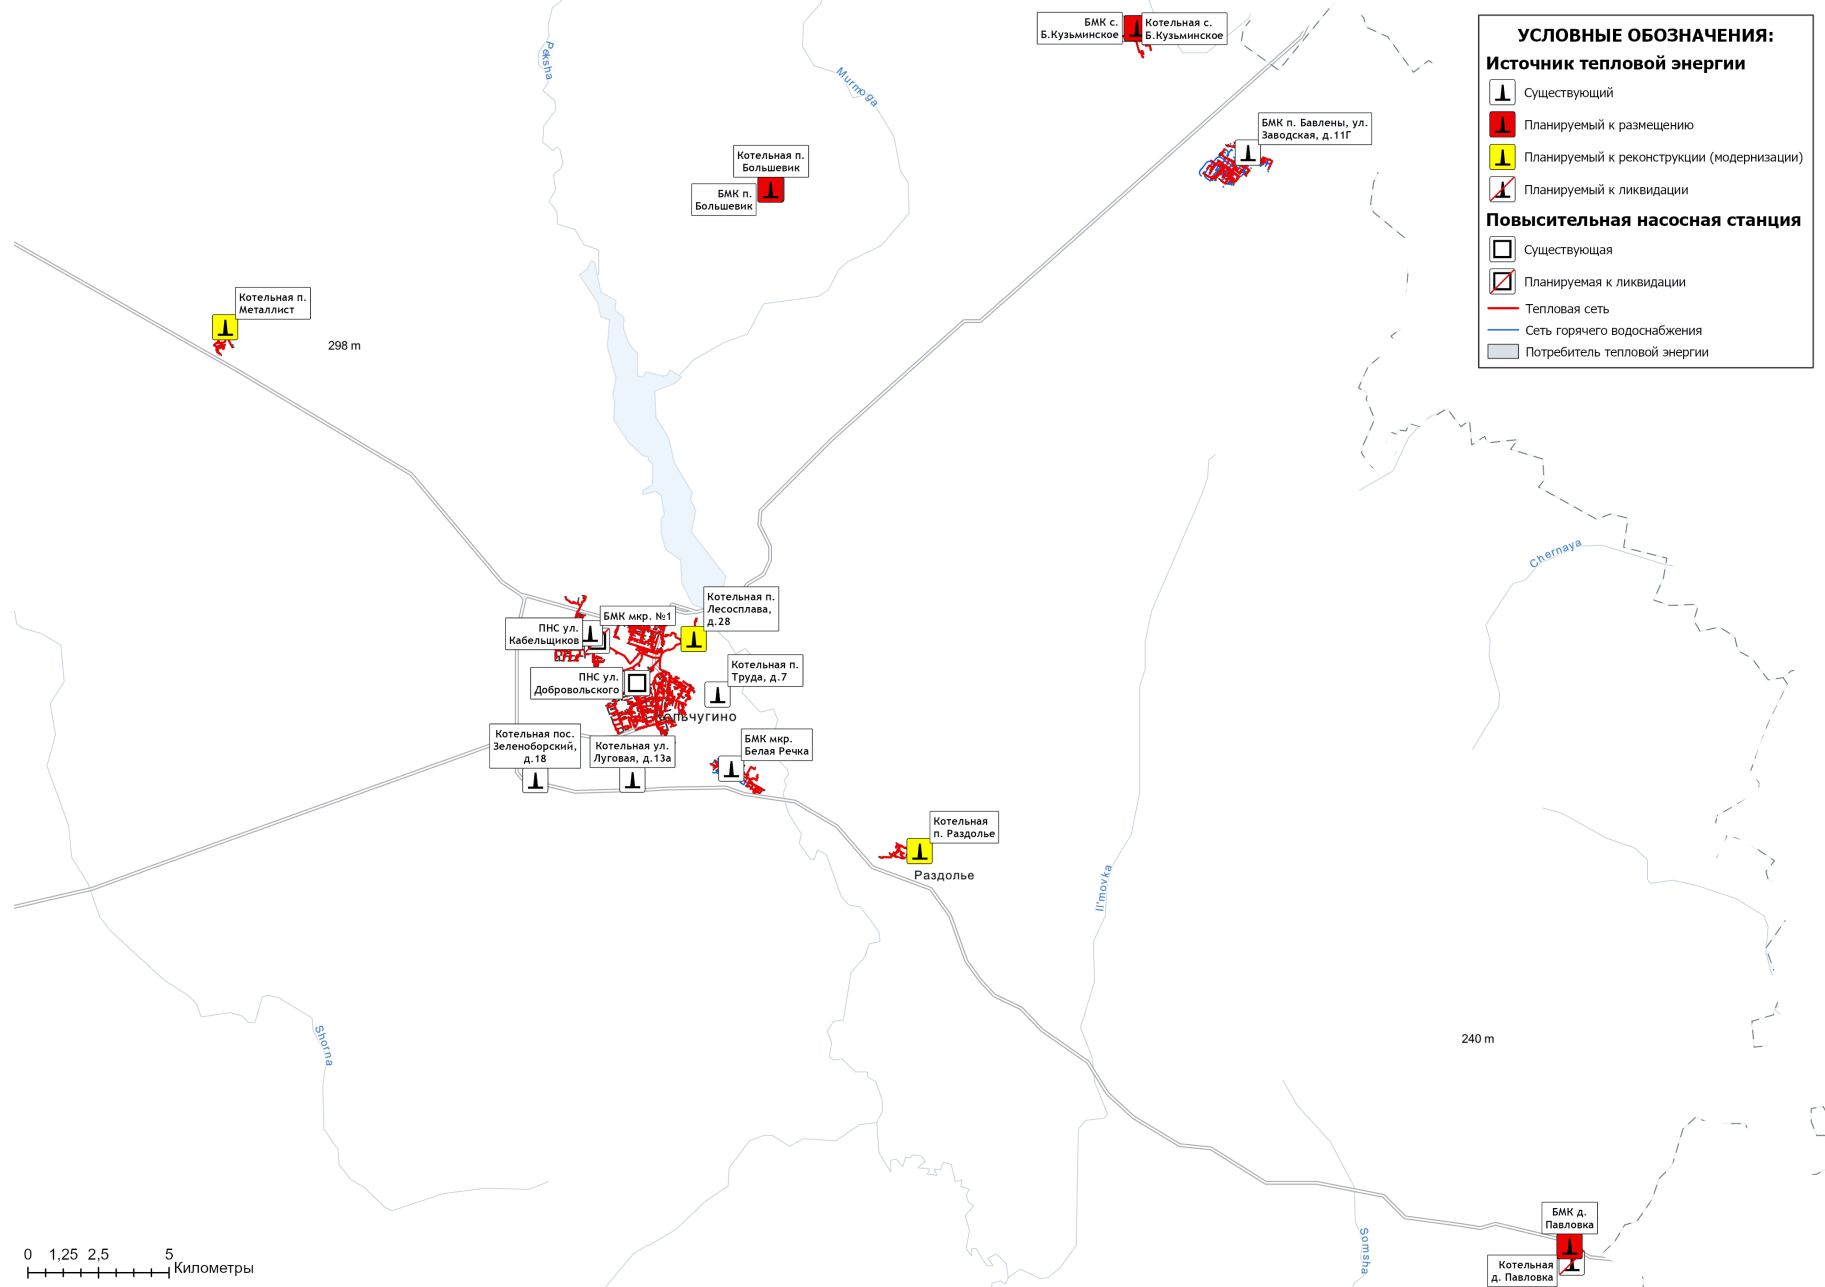 БМК с.
Б.Кузьминское
Котельная с.
Б.Кузьминское
УСЛОВНЫЕ ОБОЗНАЧЕНИЯ:
Источник тепловой энергии
Существующий
Планируемый к размещению
Планируемый к реконструкции (модернизации)
Планируемый к ликвидации
Повысительная насосная станция
Существующая
Планируемая к ликвидации
Тепловая сеть
Сеть горячего водоснабжения
Потребитель тепловой энергии
Peksha
Murmoga
БМК п. Бавлены, ул.
Заводская, д.11Г
Котельная п.
Большевик
БМК п.
Большевик
Котельная п.
Металлист
298 m
Chernaya
Котельная п.
Лесосплава,
д.28
БМК мкр. №1
ПНС ул.
Кабельщиков
Котельная п.
Труда, д.7
ПНС ул.
Добровольского
Кольчугино
Котельная пос.
Зеленоборский,
д.18
Котельная ул.
Луговая, д.13а
БМК мкр.
Белая Речка
Котельная
п. Раздолье
Раздолье
Il'movka
Shorna
240 m
БМК д.
Павловка
Котельная
д. Павловка
Somsha
0 1,25 2,5 5
Километры